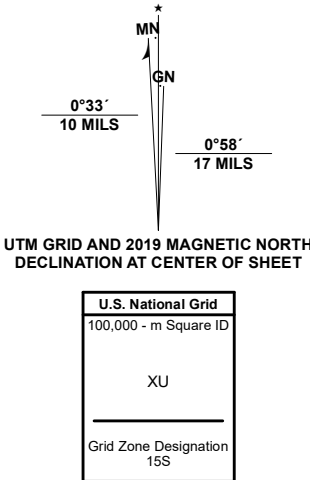 ★
MN
GN
0°33´
10 MILS
0°58´
17 MILS
UTM GRID AND 2019 MAGNETIC NORTH
DECLINATION AT CENTER OF SHEET
U.S. National Grid
100,000 - m Square ID
XU
Grid Zone Designation
15S